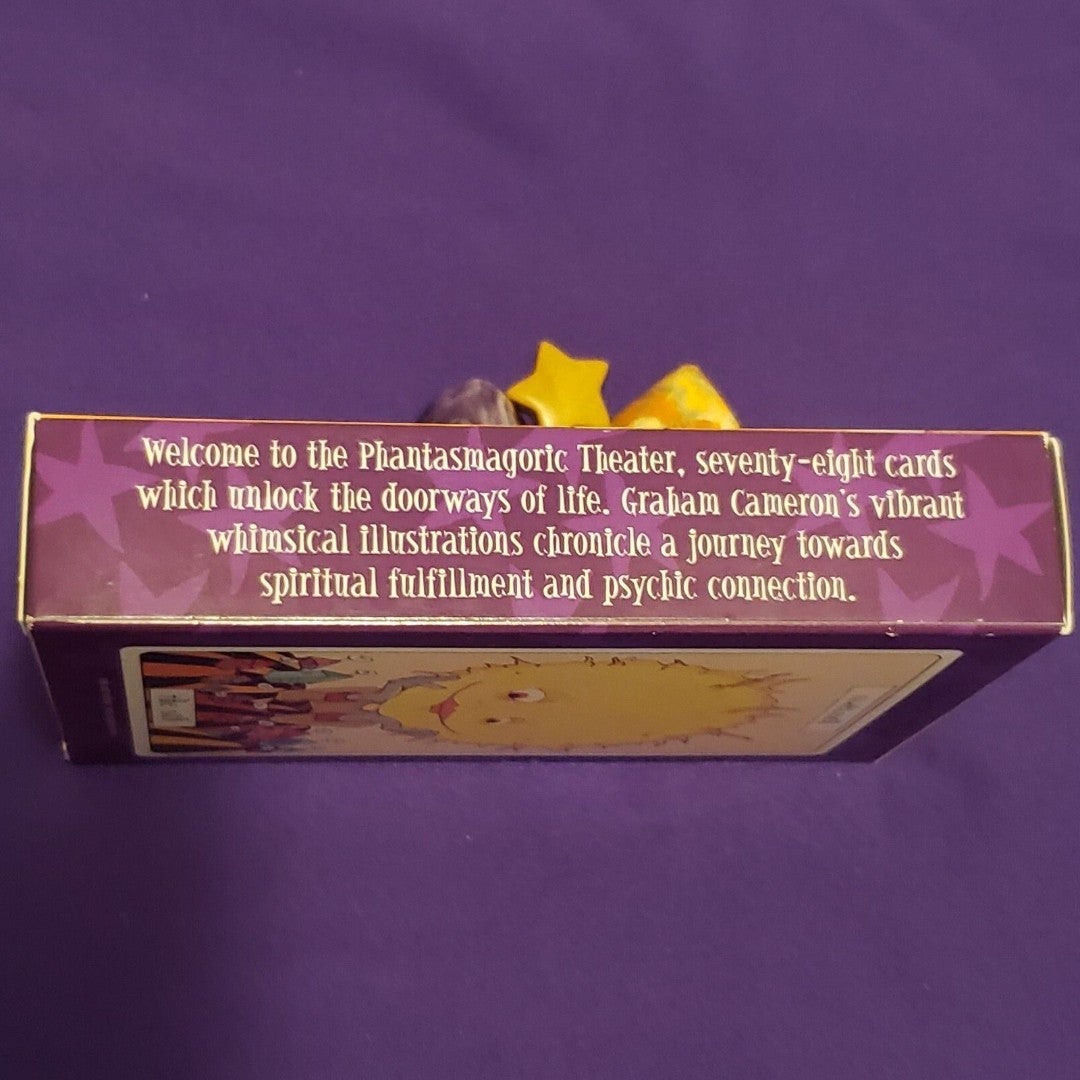 Welcome to the Phantasmagoric Theater, seventy-eight cards
which unlock the doorways of life. Graham Cameron's vibrant
whimsical illustrations chronicle a journey towards
spiritual fulfillment and psychic connection.